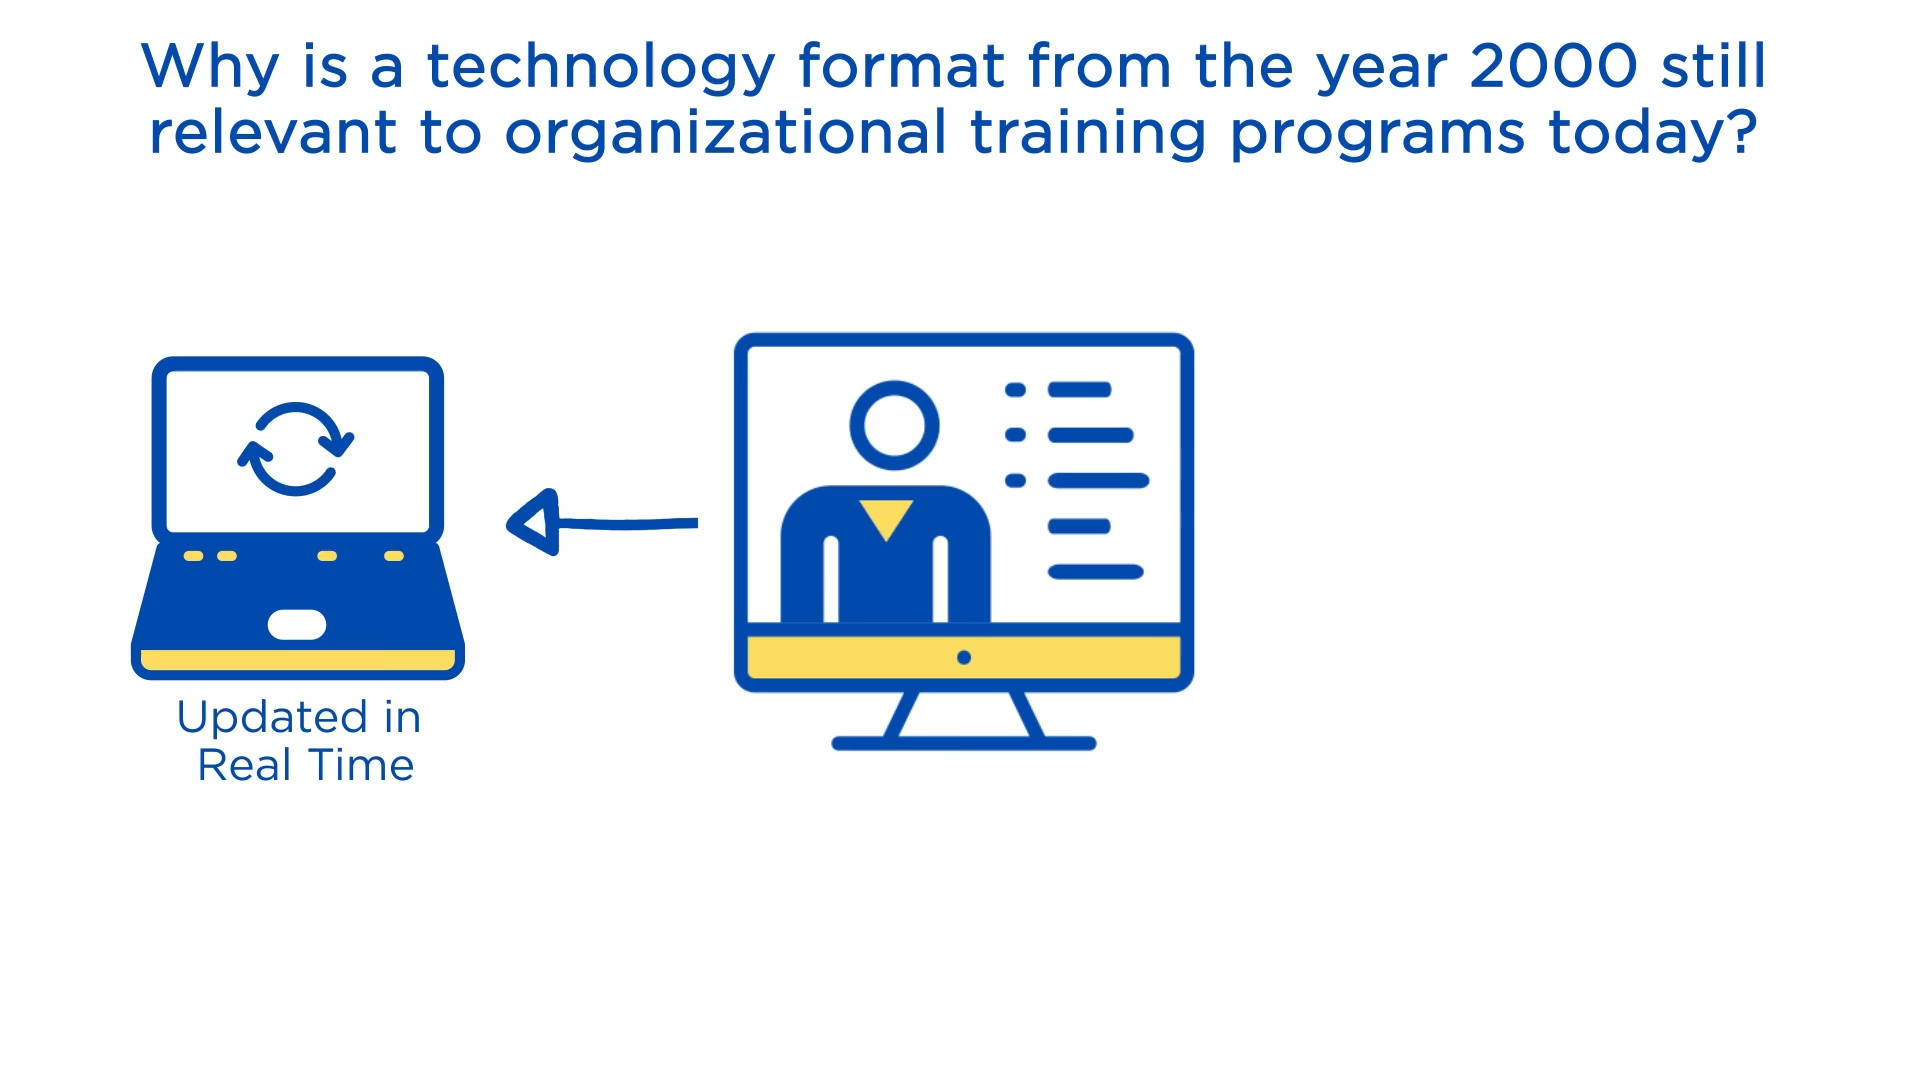 Why is a technology format from the year 2000 still
relevant to organizational training programs today?
Updated in
Real Time